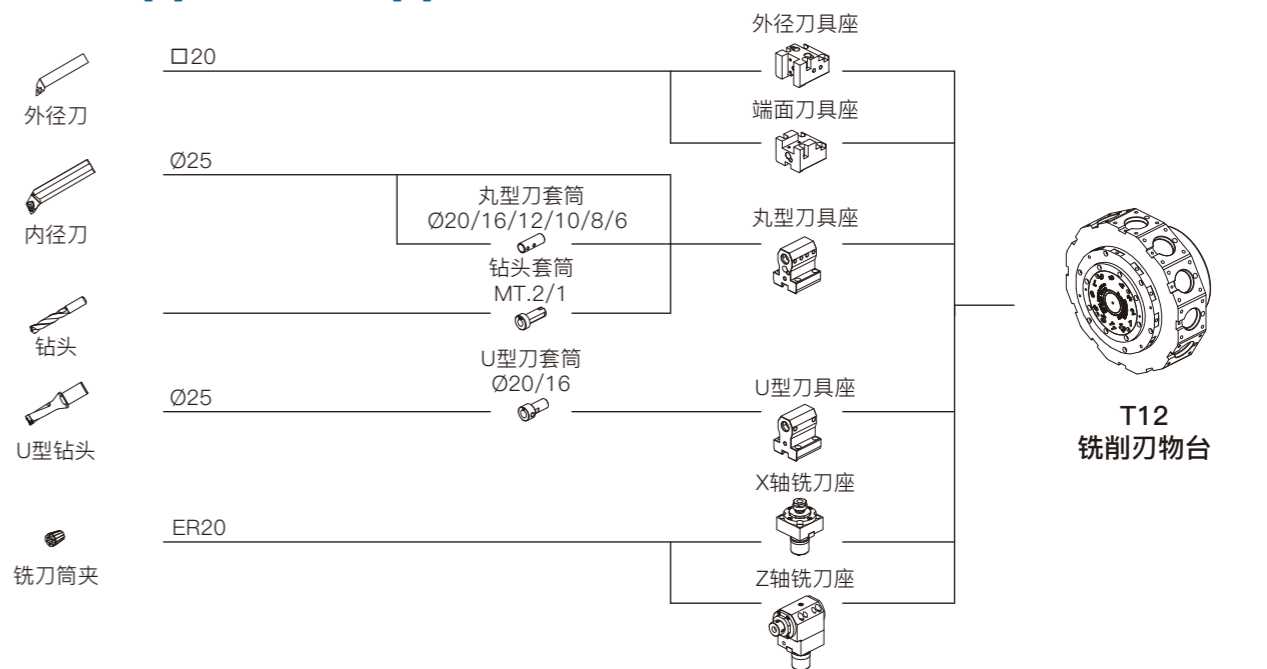 外径刀具座
□20
外径刀
端面刀具座
Ø25
丸型刀套筒
Ø20/16/12/10/8/6
内径刀
丸型刀具座
钻头套筒
MT.2/1
钻头
U型刀套筒
Ø20/16
Ø25
U型刀具座
U型钻头
T12
铣削刃物台
X轴铣刀座
ER20
铣刀筒夹
Z轴铣刀座